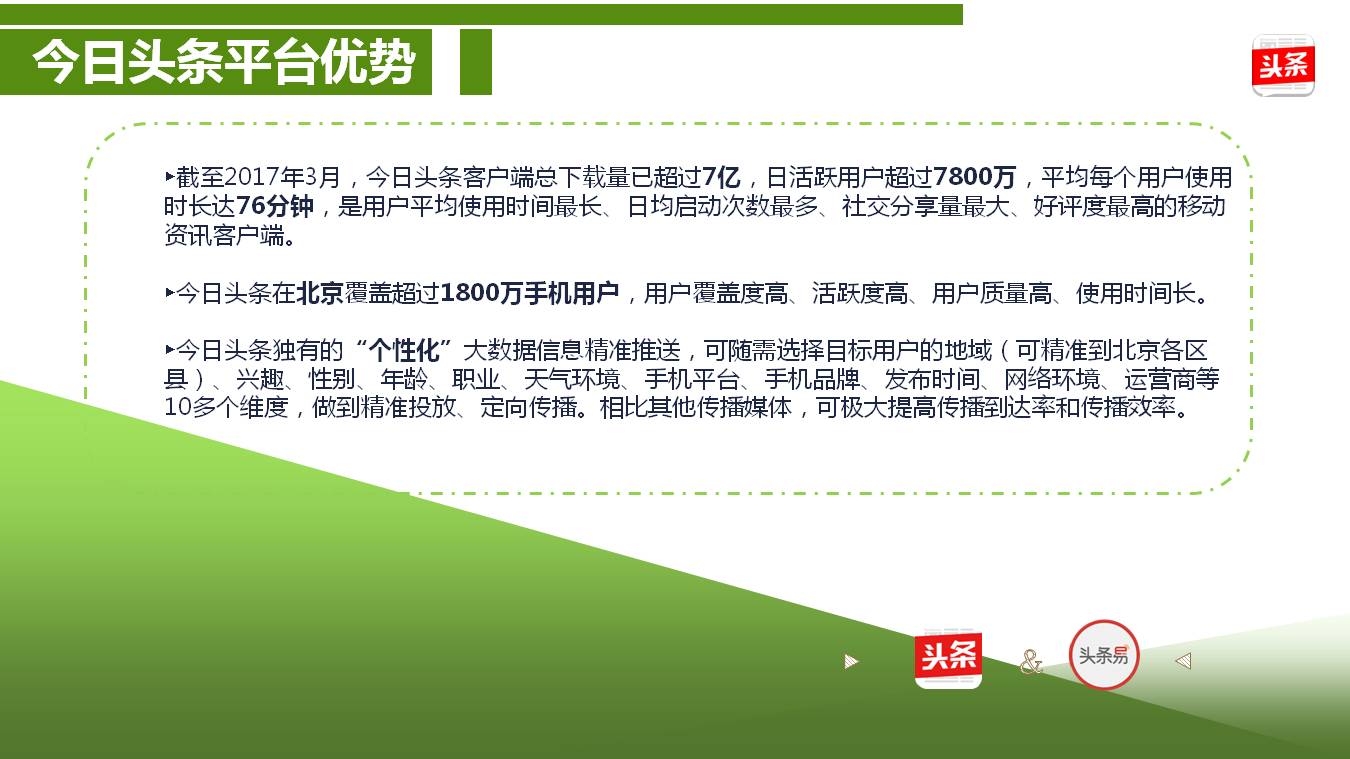 今日头条平台优势
头条
▸截至2017年3月，今日头条客户端总下载量已超过7亿，日活跃用户超过7800万，平均每个用户使用
时长达76分钟，是用户平均使用时间最长、日均启动次数最多、社交分享量最大、好评度最高的移动
资讯客户端。
▸今日头条在北京覆盖超过1800万手机用户，用户覆盖度高、活跃度高、用户质量高、使用时间长。
▸今日头条独有的“个性化”大数据信息精准推送，可随需选择目标用户的地域（可精准到北京各区
县）、兴趣、性别、年龄、职业、天气环境、手机平台、手机品牌、发布时间、网络环境、运营商等
10多个维度，做到精准投放、定向传播。相比其他传播媒体，可极大提高传播到达率和传播效率。
头条 & 头条易